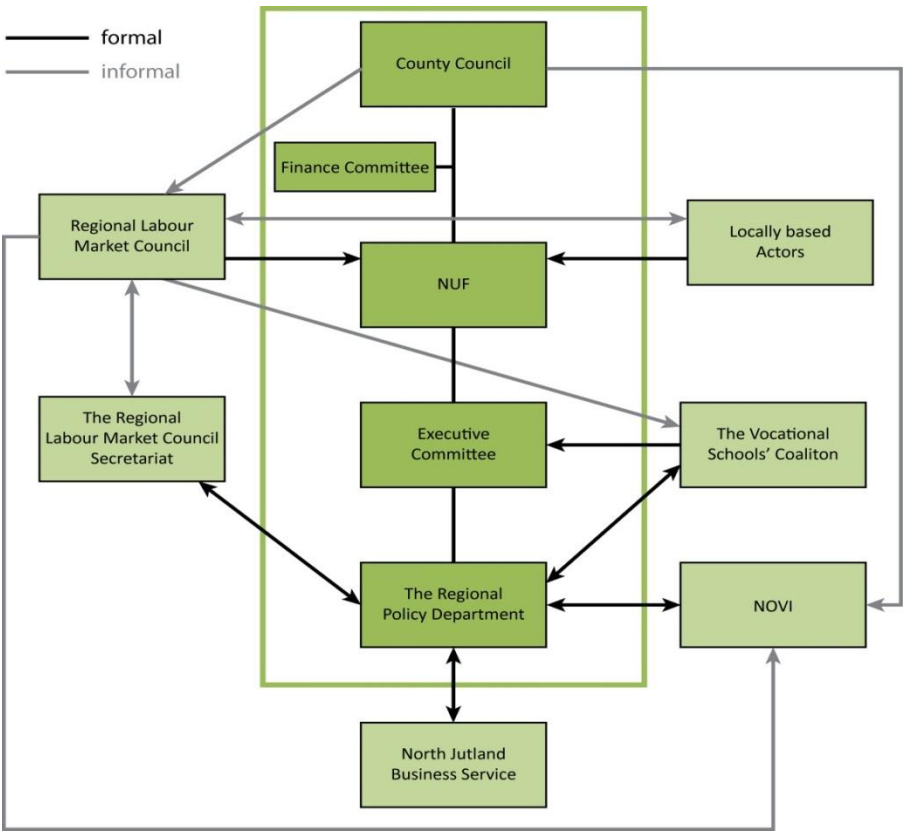 formal
informal
County Council
Finance Committee
Regional Labour
Market Council
Locally based
Actors
NUF
The Regional
Labour Market Council
Secretariat
Executive
Committee
The Vocational
Schools’ Coaliton
The Regional
Policy Department
NOVI
North Jutland
Business Service